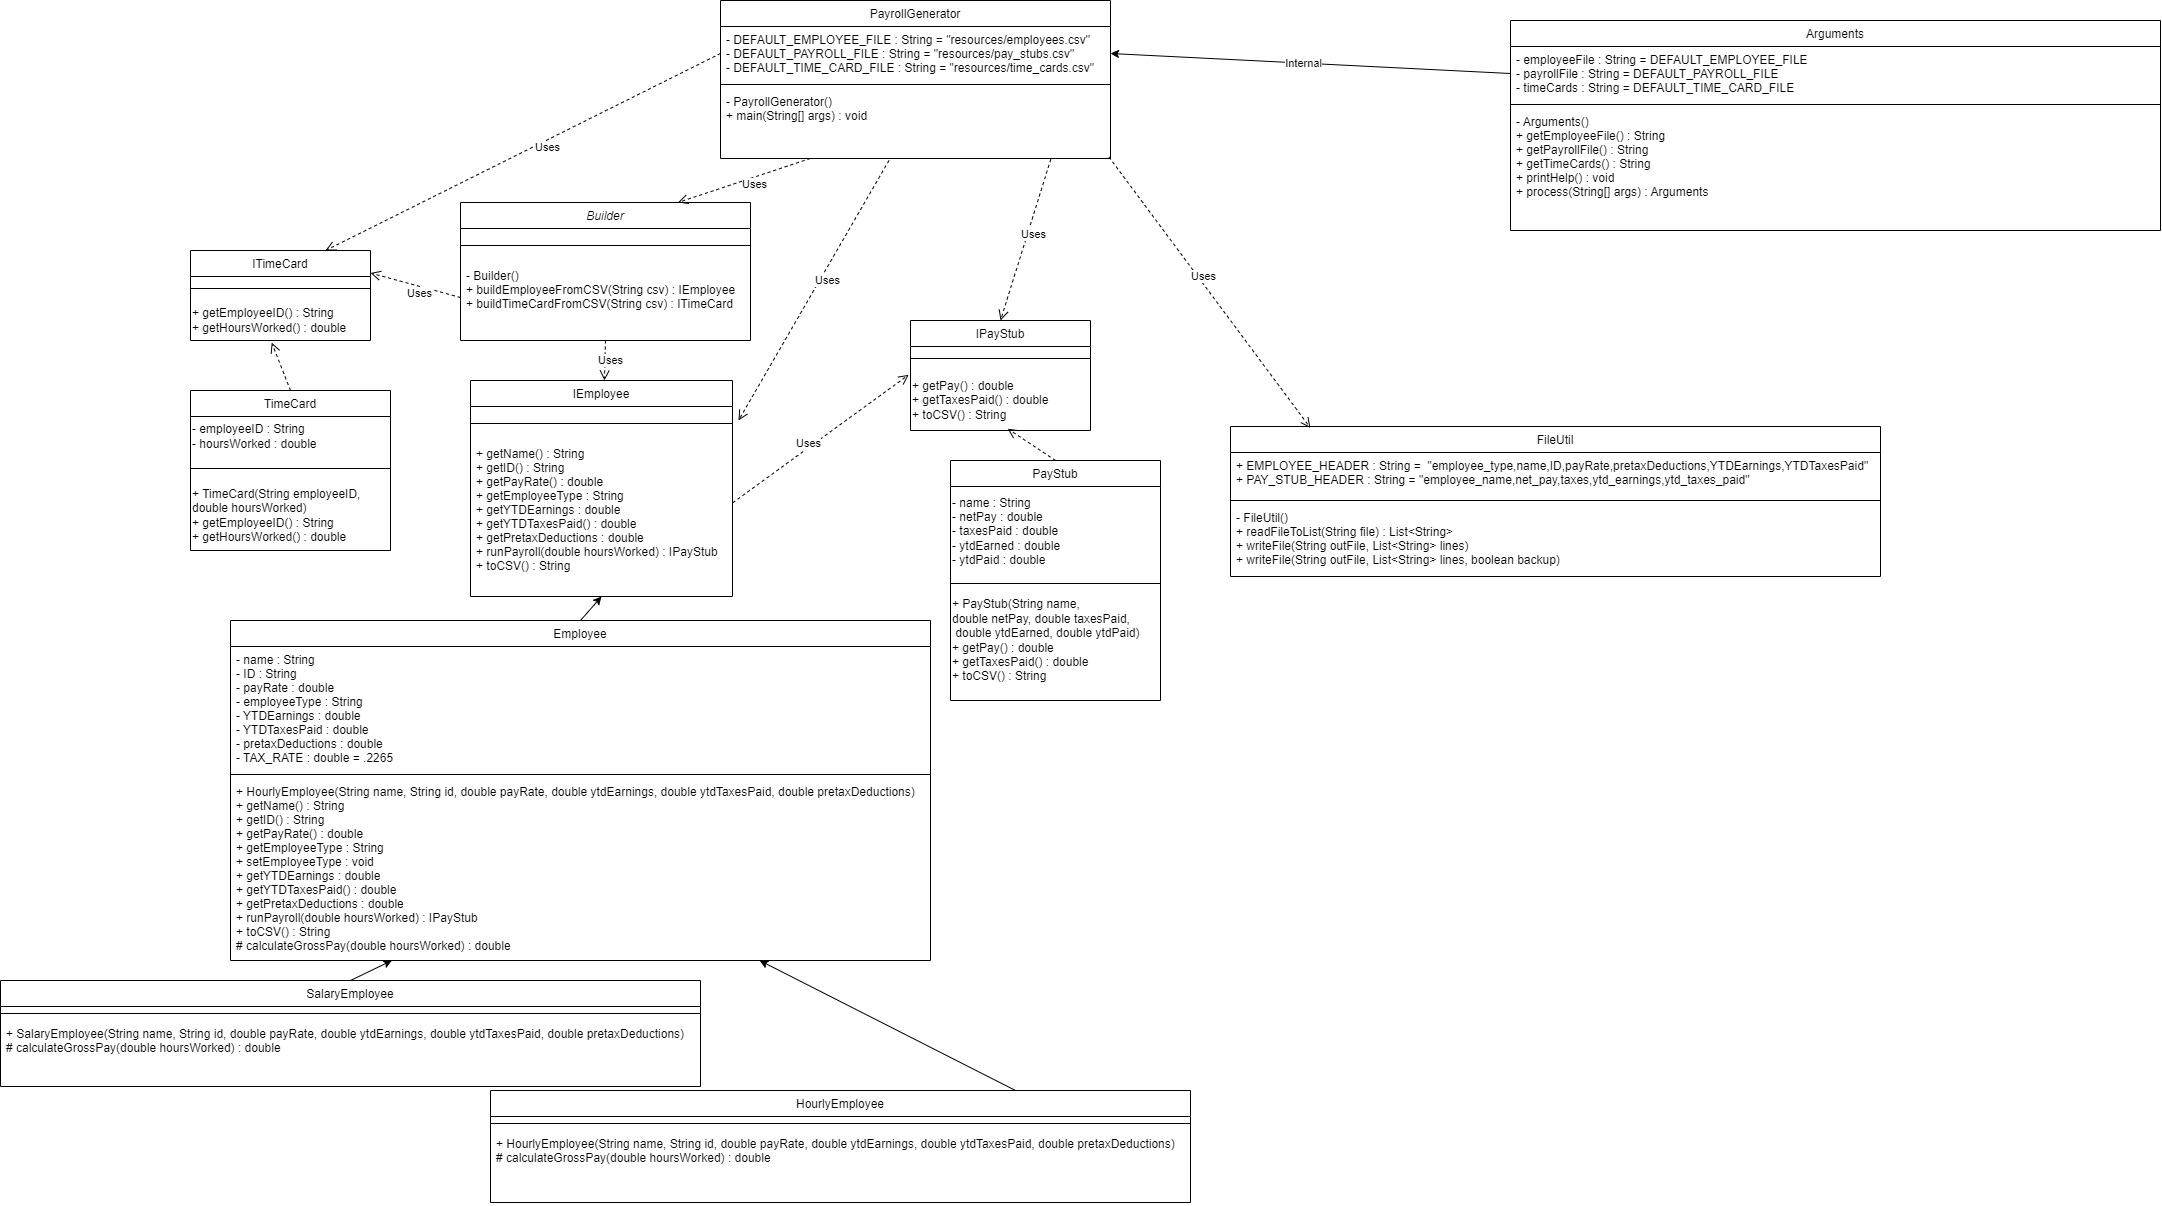 PayrollGenerator
- DEFAULT_EMPLOYEE_FILE : String = "resources/employees.csv"
- DEFAULT_PAYROLL_FILE : String = "resources/pay_stubs.csv"
- DEFAULT_TIME_CARD_FILE : String = "resources/time_cards.csv"
- PayrollGenerator()
+ main(String[] args) : void
Internal
Arguments
- employeeFile : String = DEFAULT_EMPLOYEE_FILE
- payrollFile : String = DEFAULT_PAYROLL_FILE
- timeCards : String = DEFAULT_TIME_CARD_FILE
- Arguments()
+ getEmployeeFile() : String
+ getPayrollFile() : String
+ getTimeCards() : String
+ printHelp() : void
+ process(String[] args) : Arguments
Uses
Uses
Uses
Uses
Uses
Builder
- Builder()
+ buildEmployeeFromCSV(String csv) : IEmployee
+ buildTimeCardFromCSV(String csv) : ITimeCard
Uses
Uses
ITimeCard
+ getEmployeeID() : String
+ getHoursWorked() : double
TimeCard
- employeeID : String
- hoursWorked : double
+ TimeCard(String employeeID,
double hoursWorked)
+ getEmployeeID() : String
+ getHoursWorked() : double
IEmployee
+ getName() : String
+ getID() : String
+ getPayRate() : double
+ getEmployeeType : String
+ getYTDEarnings : double
+ getYTDTaxesPaid() : double
+ getPretaxDeductions : double
+ runPayroll(double hoursWorked) : IPayStub
+ toCSV() : String
Uses
IPayStub
+ getPay() : double
+ getTaxesPaid() : double
+ toCSV() : String
PayStub
- name : String
- netPay : double
- taxesPaid : double
- ytdEarned : double
- ytdPaid : double
+ PayStub(String name,
double netPay, double taxesPaid,
double ytdEarned, double ytdPaid)
+ getPay() : double
+ getTaxesPaid() : double
+ toCSV() : String
FileUtil
+ EMPLOYEE_HEADER : String = "employee_type,name,ID,payRate,pretaxDeductions,YTDEarnings,YTDTaxesPaid"
+ PAY_STUB_HEADER : String = "employee_name,net_pay,taxes,ytd_earnings,ytd_taxes_paid"
- FileUtil()
+ readFileToList(String file) : List<String>
+ writeFile(String outFile, List<String> lines)
+ writeFile(String outFile, List<String> lines, boolean backup)
Employee
- name : String
- ID : String
- payRate : double
- employeeType : String
- YTDEarnings : double
- YTDTaxesPaid : double
- pretaxDeductions : double
- TAX_RATE : double = .2265
+ HourlyEmployee(String name, String id, double payRate, double ytdEarnings, double ytdTaxesPaid, double pretaxDeductions)
+ getName() : String
+ getID() : String
+ getPayRate() : double
+ getEmployeeType : String
+ setEmployeeType : void
+ getYTDEarnings : double
+ getYTDTaxesPaid() : double
+ getPretaxDeductions : double
+ runPayroll(double hoursWorked) : IPayStub
+ toCSV() : String
# calculateGrossPay(double hoursWorked) : double
SalaryEmployee
+ SalaryEmployee(String name, String id, double payRate, double ytdEarnings, double ytdTaxesPaid, double pretaxDeductions)
# calculateGrossPay(double hoursWorked) : double
HourlyEmployee
+ HourlyEmployee(String name, String id, double payRate, double ytdEarnings, double ytdTaxesPaid, double pretaxDeductions)
# calculateGrossPay(double hoursWorked) : double